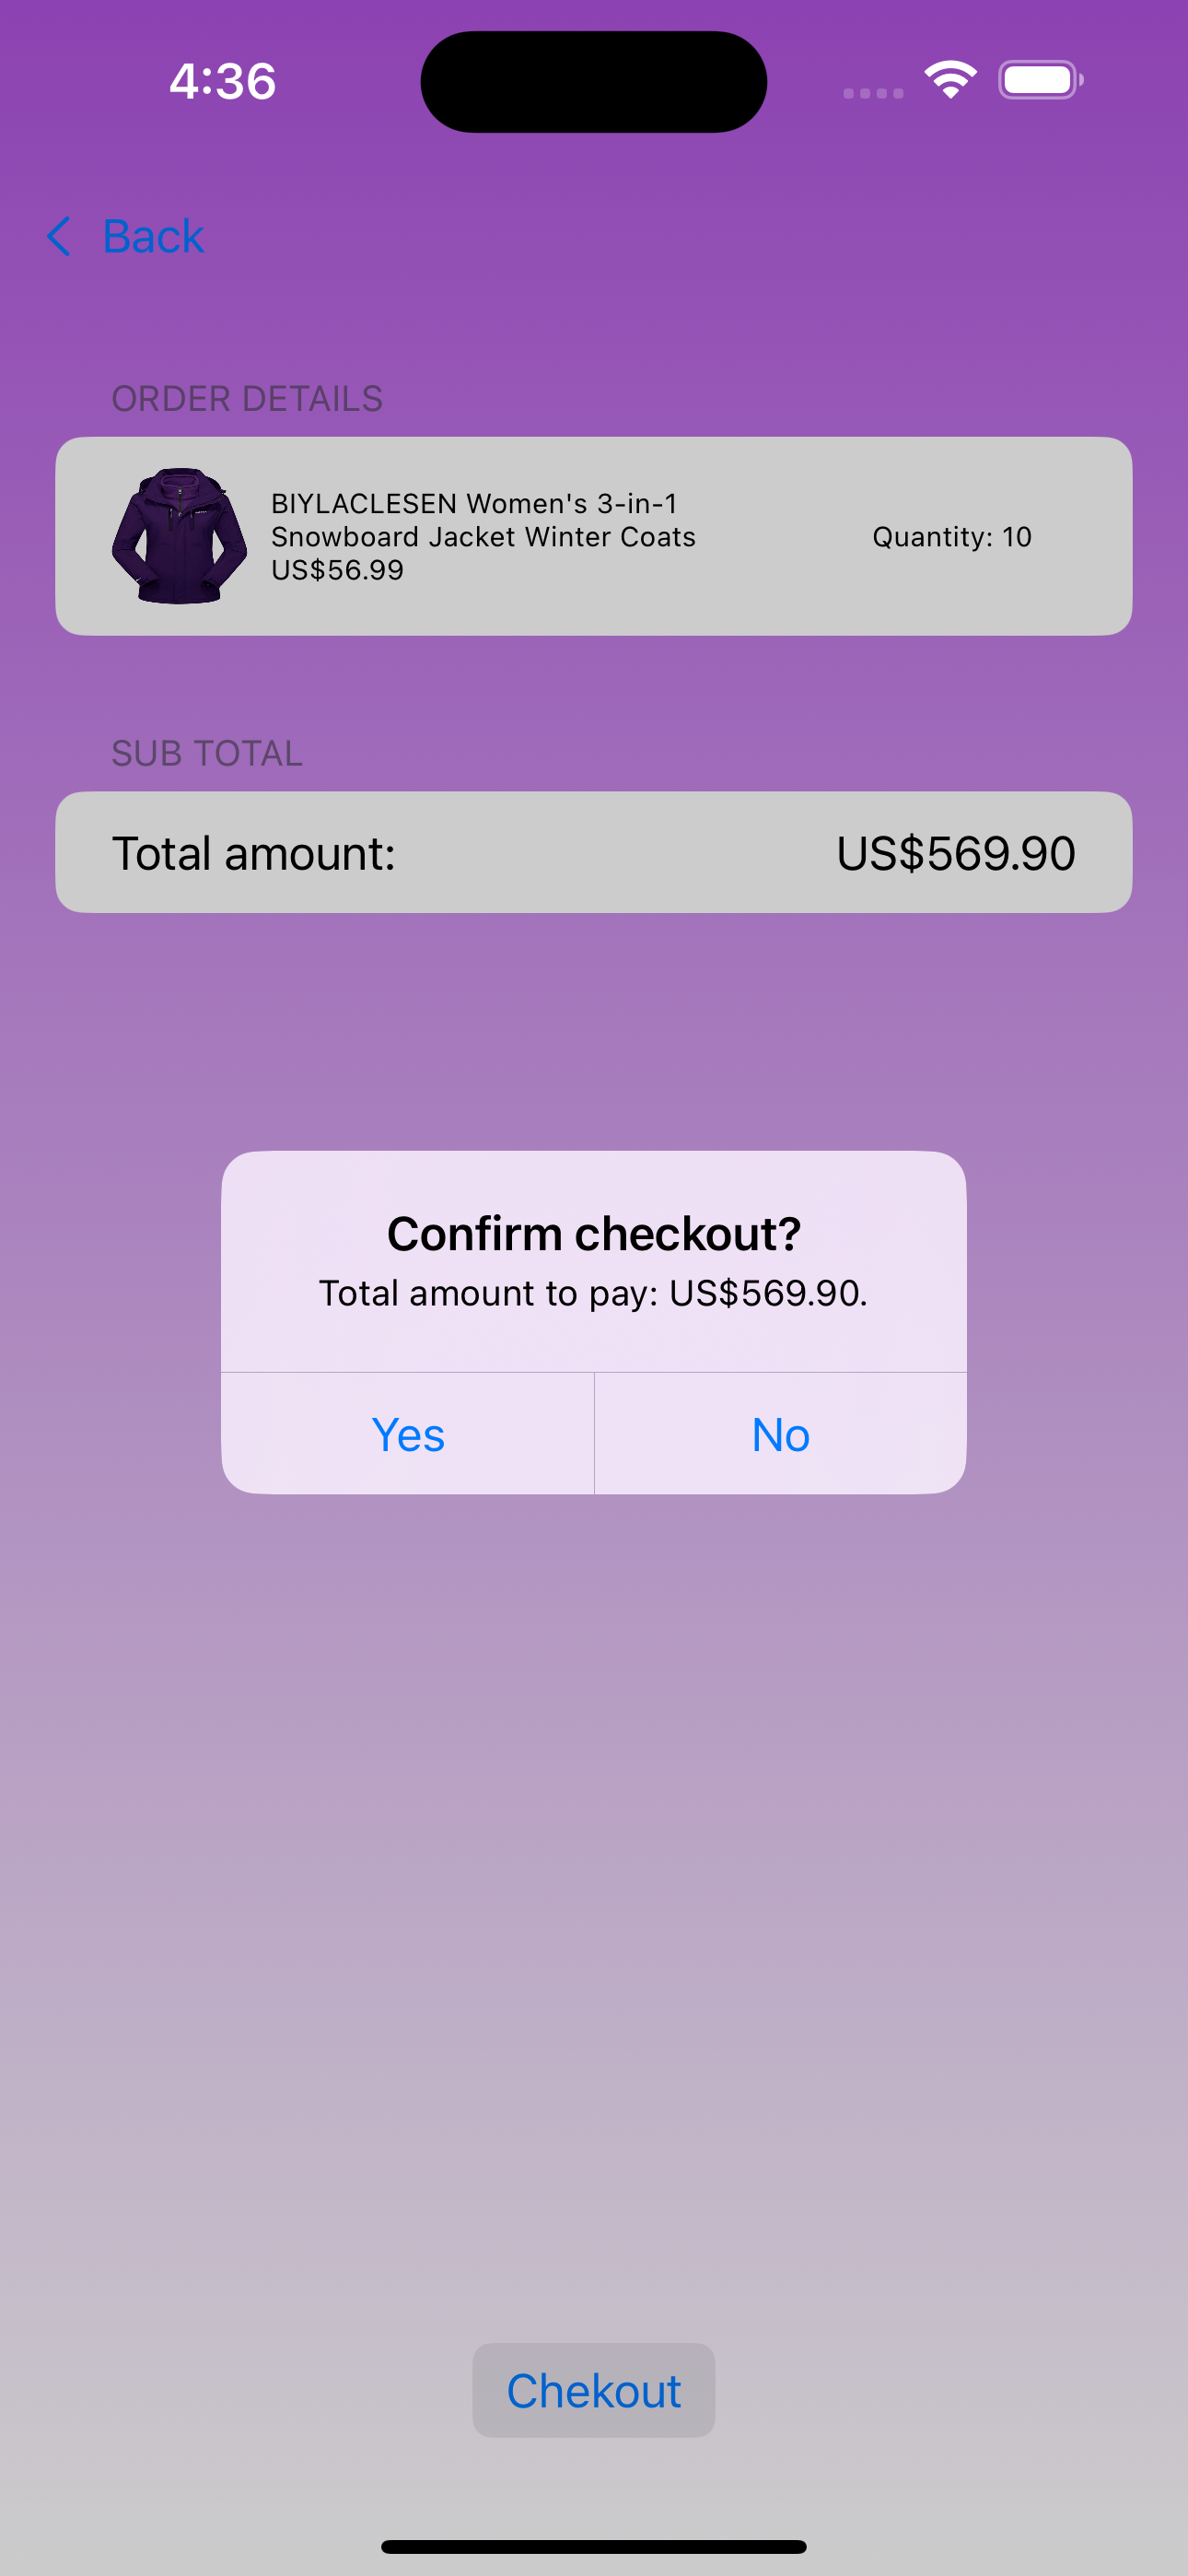 4:36
Back
ORDER DETAILS
BIYLACLESEN Women's 3-in-1
Snowboard Jacket Winter Coats
US$56.99
Quantity: 10
SUB TOTAL
Total amount:
US$569.90
Confirm checkout?
Total amount to pay: US$569.90.
Yes
No
Chekout